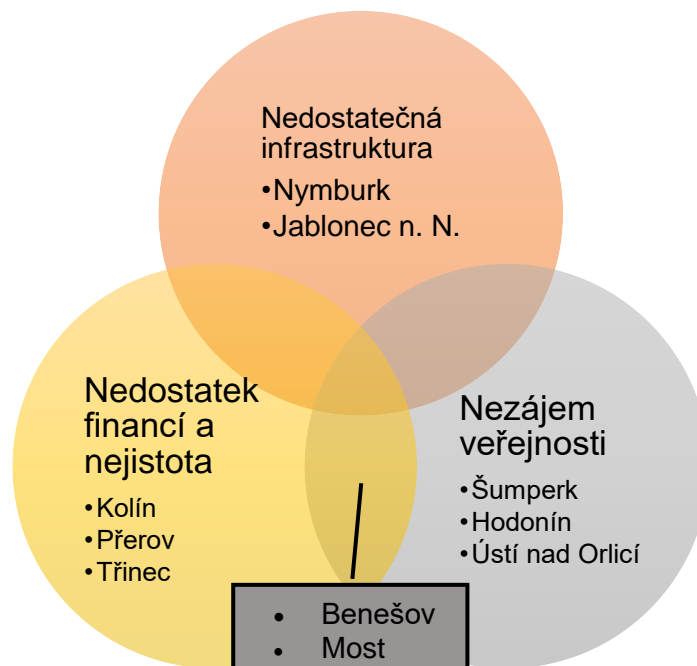 Nedostatečná
infrastruktura
•Nymburk
•Jablonec n. N.
Nedostatek
financí a
nejistota
•Kolín
•Přerov
•Třinec
Nezájem
veřejnosti
•Šumperk
•Hodonín
•Ústí nad Orlicí
• Benešov
• Most